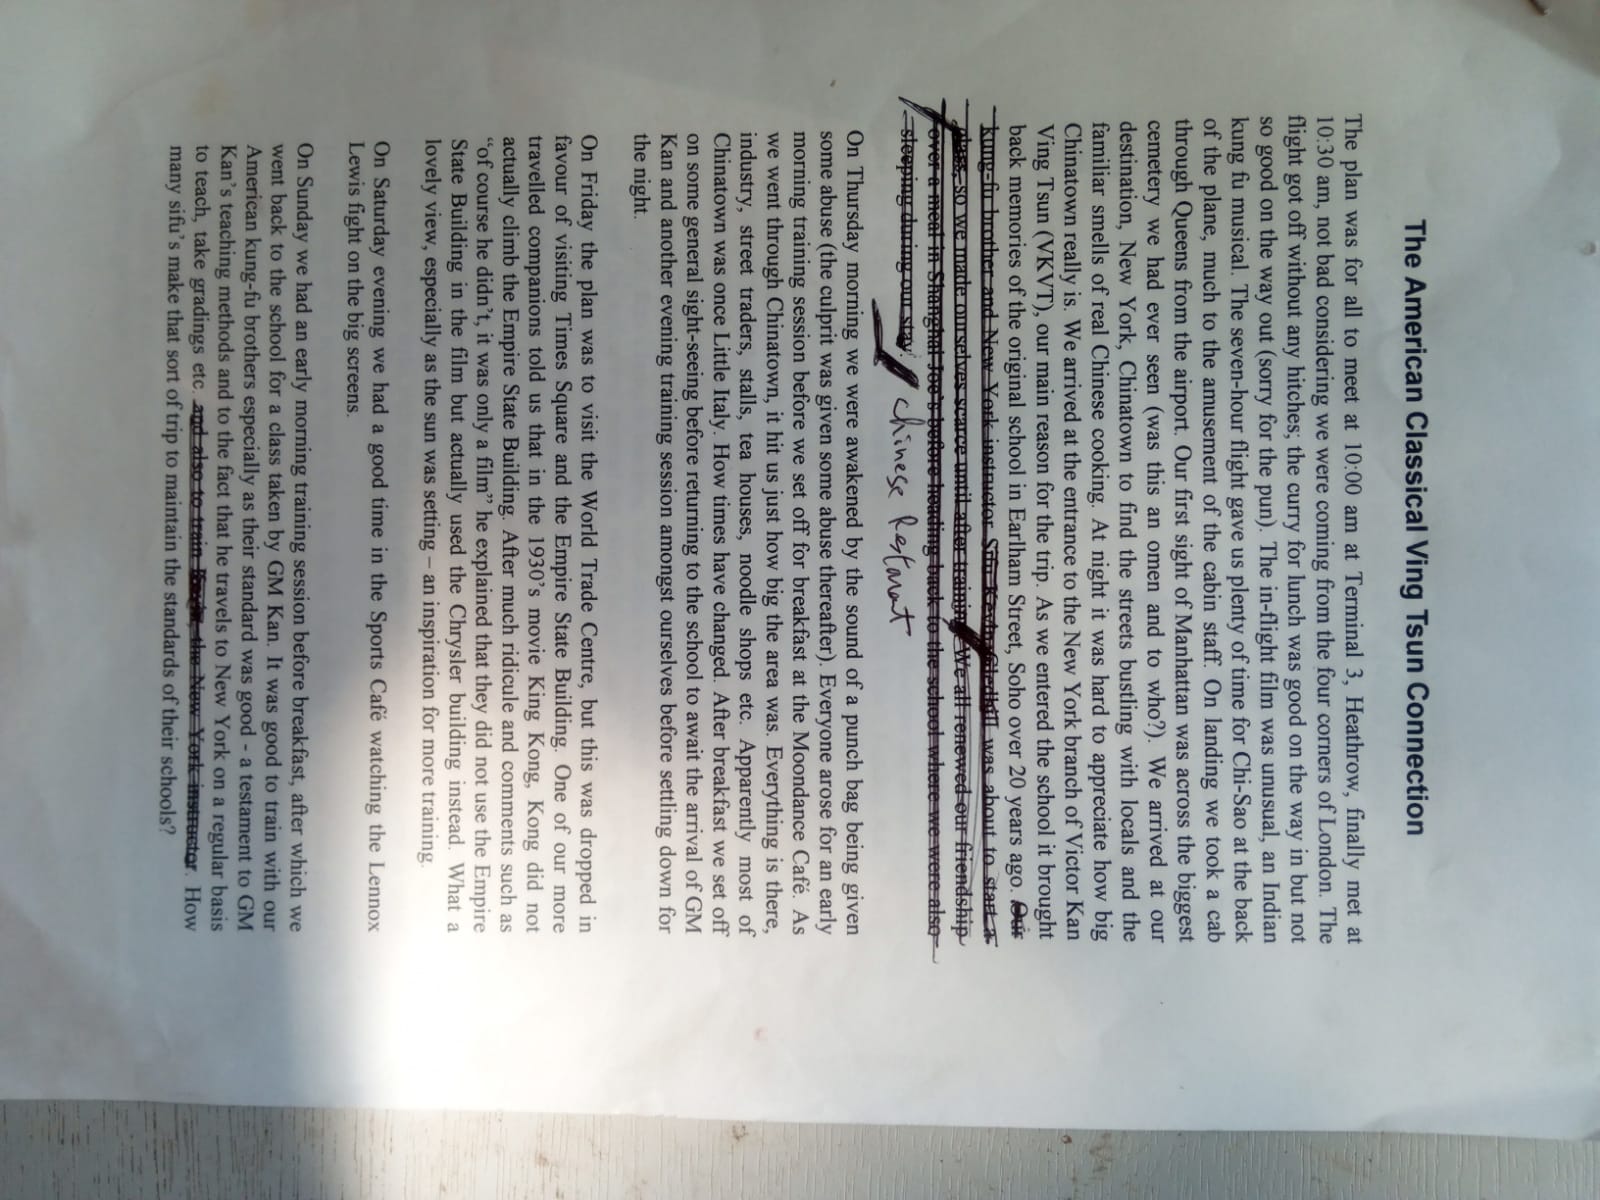 The American Classical Ving Tsun Connection
The plan was for all to meet at 10:00 am at Terminal 3, Heathrow, finally met at
10:30 am, not bad considering we were coming from the four corners of London. The
flight got off without any hitches; the curry for lunch was good on the way in but not
so good on the way out (sorry for the pun). The in-flight film was unusual, an Indian
kung fu musical. The seven-hour flight gave us plenty of time for Chi-Sao at the back
of the plane, much to the amusement of the cabin staff. On landing we took a cab
through Queens from the airport. Our first sight of Manhattan was across the biggest
cemetery we had ever seen (was this an omen and to who?). We arrived at our
destination, New York, Chinatown to find the streets bustling with locals and the
familiar smells of real Chinese cooking. At night it was hard to appreciate how big
Chinatown really is. We arrived at the entrance to the New York branch of Victor Kan
Ving Tsun (VKVT), our main reason for the trip. As we entered the school it brought
back memories of the original school in Earlham Street, Soho over 20 years ago. Our
kung-fu brother and New York instructor Sifu Kevin Gledhill was about to start a
class, so we made ourselves scarce until after training. We all renewed our friendship
over a meal in Shanghai Joe's before heading back to the school where we were also
sleeping during our stay.
Chinese Restarant
On Thursday morning we were awakened by the sound of a punch bag being given
some abuse (the culprit was given some abuse thereafter). Everyone arose for an early
morning training session before we set off for breakfast at the Moondance Café. As
we went through Chinatown, it hit us just how big the area was. Everything is there,
industry, street traders, stalls, tea houses, noodle shops etc. Apparently most of
Chinatown was once Little Italy. How times have changed. After breakfast we set off
on some general sight-seeing before returning to the school to await the arrival of GM
Kan and another evening training session amongst ourselves before settling down for
the night.
On Friday the plan was to visit the World Trade Centre, but this was dropped in
favour of visiting Times Square and the Empire State Building. One of our more
travelled companions told us that in the 1930's movie King Kong, Kong did not
actually climb the Empire State Building. After much ridicule and comments such as
“of course he didn't, it was only a film” he explained that they did not use the Empire
State Building in the film but actually used the Chrysler building instead. What a
lovely view, especially as the sun was setting – an inspiration for more training.
On Saturday evening we had a good time in the Sports Café watching the Lennox
Lewis fight on the big screens.
On Sunday we had an early morning training session before breakfast, after which we
went back to the school for a class taken by GM Kan. It was good to train with our
American kung-fu brothers especially as their standard was good - a testament to GM
Kan's teaching methods and to the fact that he travels to New York on a regular basis
to teach, take gradings etc. and also to train the New York instructor. How
many sifu's make that sort of trip to maintain the standards of their schools?